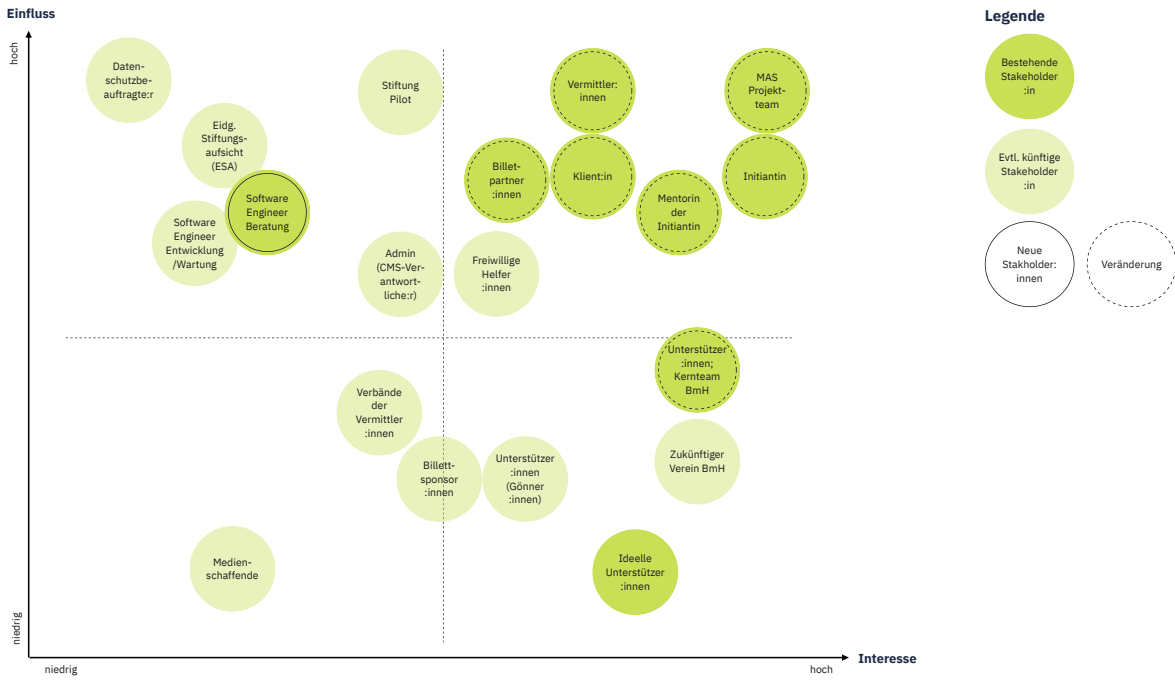 Einfluss
hoch
Daten-
schutzbe-
auftragte:r
Eidg.
Stiftungs-
aufsicht
(ESA)
Software
Engineer
Beratung
Software
Engineer
Entwicklung
/Wartung
Stiftung
Pilot
Admin
(CMS-Ver-
antwort-
liche:r)
Vermittler:
innen
MAS
Projekt-
team
Billet-
partner
:innen
Klient:in
Mentorin
der
Initiantin
Initiantin
Freiwillige
Helfer
:innen
Verbände
der
Vermittler
:innen
Billett-
sponsor
:innen
Unterstützer
:innen
(Gönner
:innen)
Unterstützer
:innen;
Kernteam
BmH
Zukünftiger
Verein BmH
Medien-
schaffende
Ideelle
Unterstützer
:innen
niedrig
niedrig
hoch
Interesse
Legende
Bestehende
Stakeholder
:in
Evtl. künftige
Stakeholder
:in
Neue
Stakholder:
innen
Veränderung